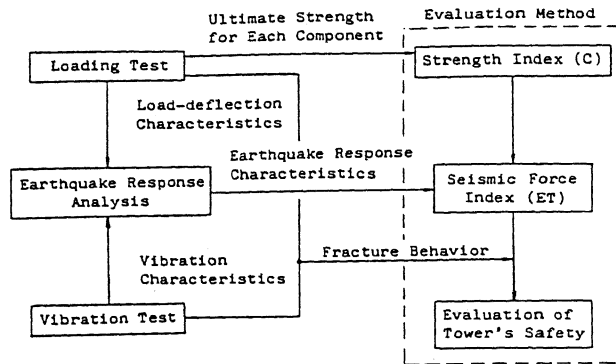 Ultimate Strength
for Each Component
Evaluation Method
Loading Test
Strength Index (C)
Load-deflection
Characteristics
Earthquake Response
Characteristics
Earthquake Response
Analysis
Seismic Force
Index (ET)
Vibration
Characteristics
Fracture Behavior
Vibration Test
Evaluation of
Tower's Safety